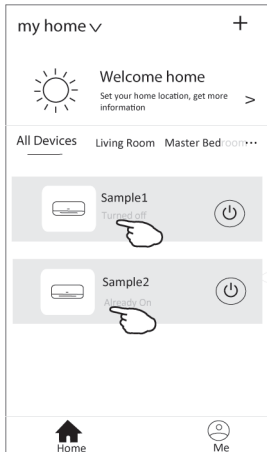 my home
Welcome home
Set your home location, get more
information
All Devices
Living Room
Master Bedroom...
Sample1
Turned off
Sample2
Already On
Home
Me